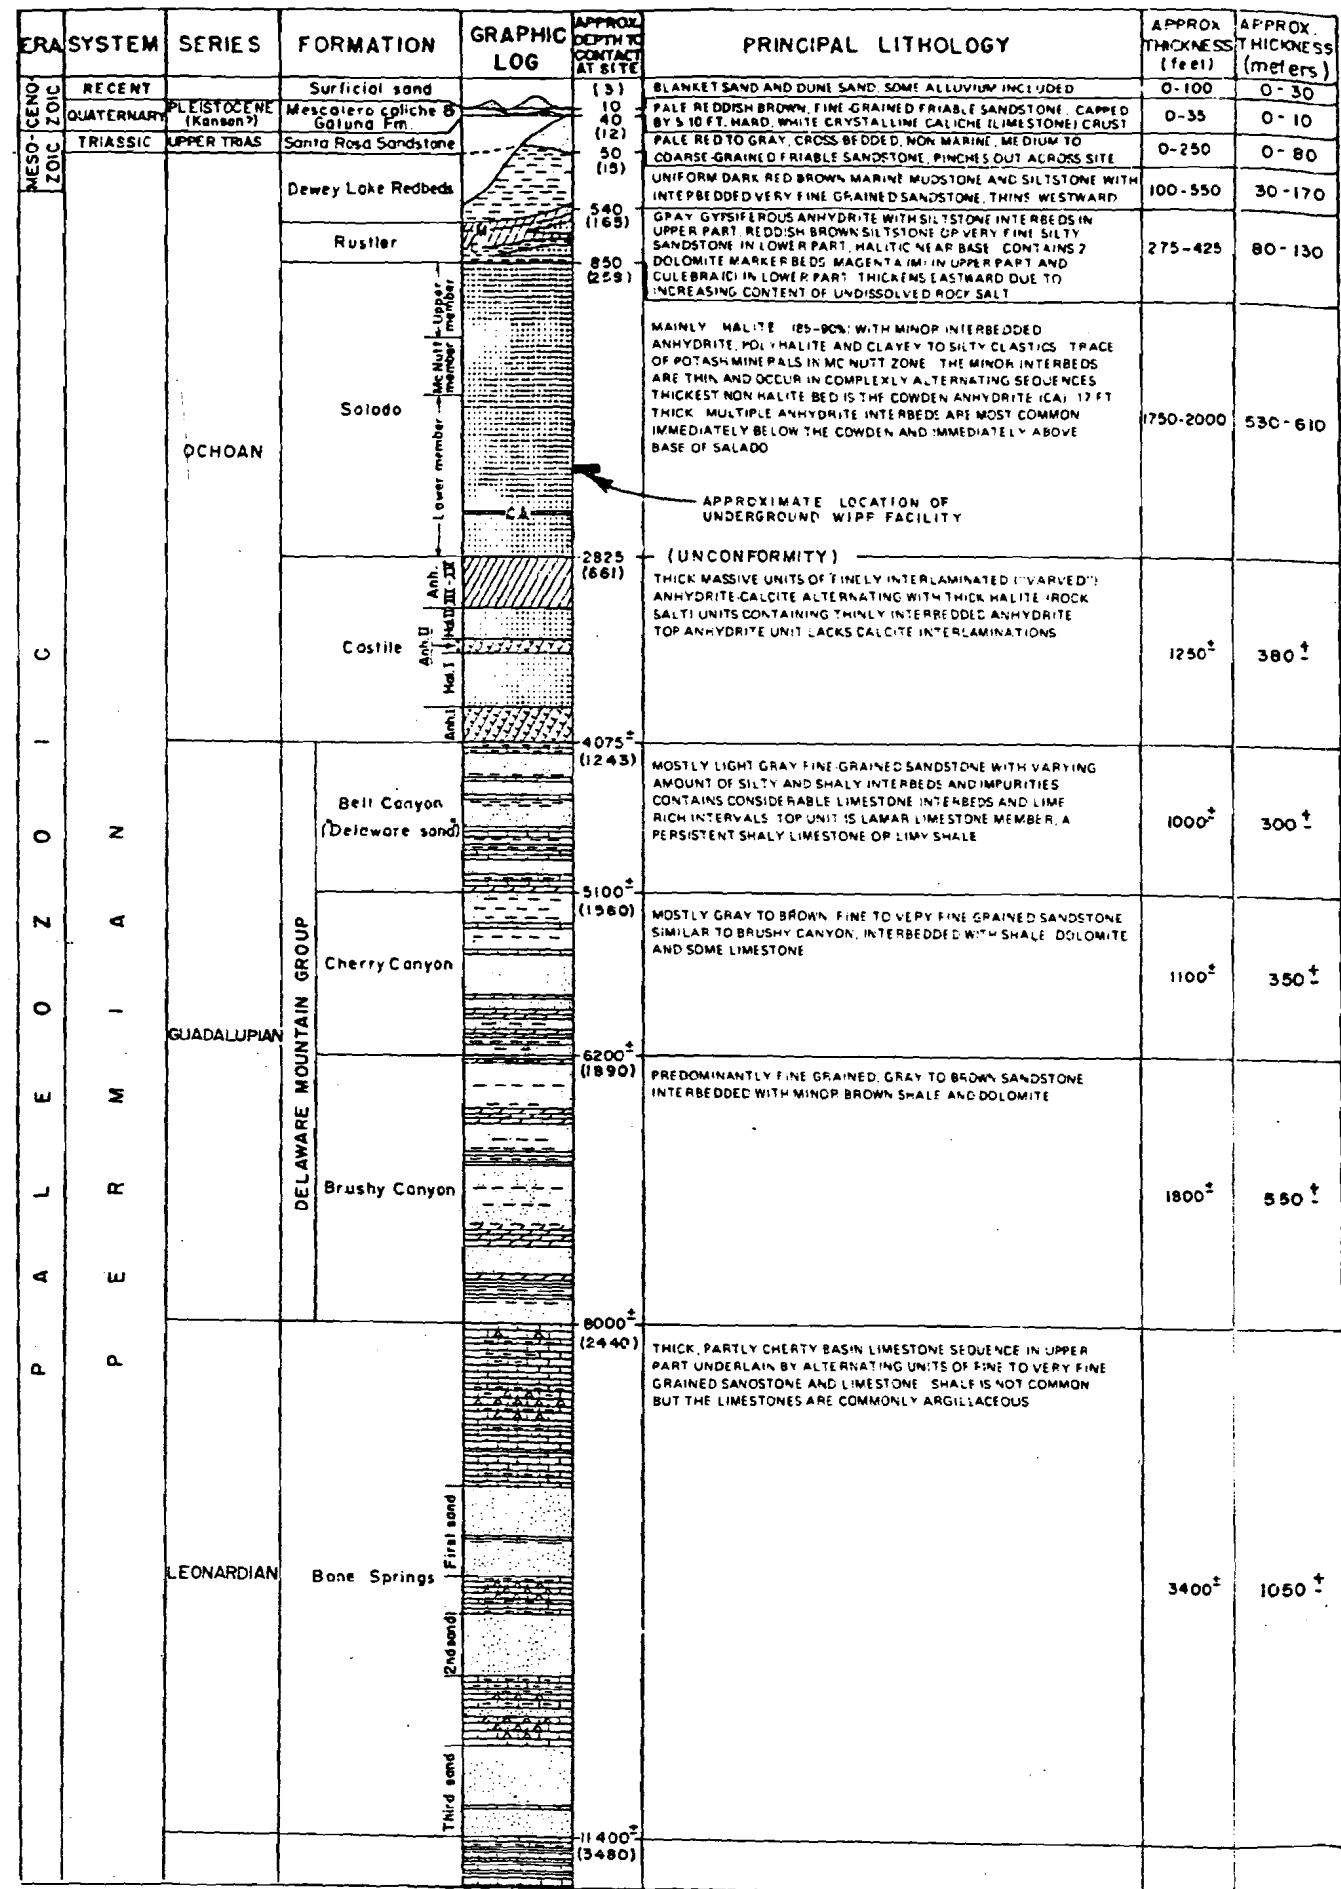 ERA SYSTEM SERIES FORMATION GRAPHIC LOG APPROX. DEPTH TO CONTACT AT SITE PRINCIPAL LITHOLOGY APPROX THICKNESS (feet) APPROX. THICKNESS (meters)
CENO-ZOIC
RECENT
Surficial sand
(3)
10
BLANKET SAND AND DUNE SAND, SOME ALLUVIUM INCLUDED
0-100
0-30
QUATERNARY
PLEISTOCENE
(Kansan?)
Mescalero caliche &
Gatuna Fm.
40
(12)
PALE REDDISH BROWN, FINE-GRAINED FRIABLE SANDSTONE, CAPPED
BY 5 10 FT. HARD, WHITE CRYSTALLINE CALICHE (LIMESTONE) CRUST
0-35
0-10
MESO-ZOIC
TRIASSIC
UPPER TRIAS
Santa Rosa Sandstone
50
(15)
PALE RED TO GRAY, CROSS BEDDED, NON MARINE, MEDIUM TO
COARSE-GRAINED FRIABLE SANDSTONE, PINCHES OUT ACROSS SITE
0-250
0-80
Dewey Lake Redbeds
540
(165)
UNIFORM DARK RED BROWN MARINE MUDSTONE AND SILTSTONE WITH
INTERBEDDED VERY FINE GRAINED SANDSTONE, THINS WESTWARD
100-550
30-170
Rustler
M
850
(259)
GRAY GYPSIFEROUS ANHYDRITE WITH SILTSTONE INTERBEDS IN
UPPER PART, REDDISH BROWN SILTSTONE OR VERY FINE SILTY
SANDSTONE IN LOWER PART, HALITIC NEAR BASE. CONTAINS 2
DOLOMITE MARKER BEDS MAGENTA (M) IN UPPER PART AND
CULEBRA(C) IN LOWER PART. THICKENS EASTWARD DUE TO
INCREASING CONTENT OF UNDISSOLVED ROCK SALT
275-425
80-130
PALEOZOIC
PERMIAN
OCHOAN
Salado
Upper member
McNutt member
Lower member
CA
MAINLY HALITE (85-90%) WITH MINOR INTERBEDDED
ANHYDRITE, POLYHALITE AND CLAYEY TO SILTY CLASTICS. TRACE
OF POTASH MINERALS IN MC NUTT ZONE. THE MINOR INTERBEDS
ARE THIN AND OCCUR IN COMPLEXLY ALTERNATING SEQUENCES
THICKEST NON HALITE BED IS THE COWDEN ANHYDRITE (CA) 17 FT
THICK. MULTIPLE ANHYDRITE INTERBEDS ARE MOST COMMON
IMMEDIATELY BELOW THE COWDEN AND IMMEDIATELY ABOVE
BASE OF SALADO
1750-2000
530-610
APPROXIMATE LOCATION OF
UNDERGROUND WIPP FACILITY
2825
(661)
(UNCONFORMITY)
Castile
Anh. III-IV
Hal II
Anh. II
Hal. I
Anh. I
THICK MASSIVE UNITS OF FINELY INTERLAMINATED ("VARVED")
ANHYDRITE-CALCITE ALTERNATING WITH THICK HALITE (ROCK
SALT) UNITS CONTAINING THINLY INTERBEDDED ANHYDRITE
TOP ANHYDRITE UNIT LACKS CALCITE INTERLAMINATIONS
1250±
380±
4075±
(1243)
GUADALUPIAN
DELAWARE MOUNTAIN GROUP
Bell Canyon
("Delaware sand")
MOSTLY LIGHT GRAY FINE-GRAINED SANDSTONE WITH VARYING
AMOUNT OF SILTY AND SHALY INTERBEDS AND IMPURITIES
CONTAINS CONSIDERABLE LIMESTONE INTERBEDS AND LIME
RICH INTERVALS. TOP UNIT IS LAMAR LIMESTONE MEMBER, A
PERSISTENT SHALY LIMESTONE OR LIMY SHALE
1000±
300±
5100±
(1560)
Cherry Canyon
MOSTLY GRAY TO BROWN FINE TO VERY FINE GRAINED SANDSTONE
SIMILAR TO BRUSHY CANYON, INTERBEDDED WITH SHALE DOLOMITE
AND SOME LIMESTONE
1100±
350±
6200±
(1890)
Brushy Canyon
PREDOMINANTLY FINE GRAINED, GRAY TO BROWN SANDSTONE
INTERBEDDED WITH MINOR BROWN SHALE AND DOLOMITE
1800±
550±
8000±
(2440)
LEONARDIAN
Bone Springs
First sand
(2nd sand)
Third sand
THICK, PARTLY CHERTY BASIN LIMESTONE SEQUENCE IN UPPER
PART UNDERLAIN BY ALTERNATING UNITS OF FINE TO VERY FINE
GRAINED SANDSTONE AND LIMESTONE. SHALE IS NOT COMMON
BUT THE LIMESTONES ARE COMMONLY ARGILLACEOUS
3400±
1050±
11400±
(3480)